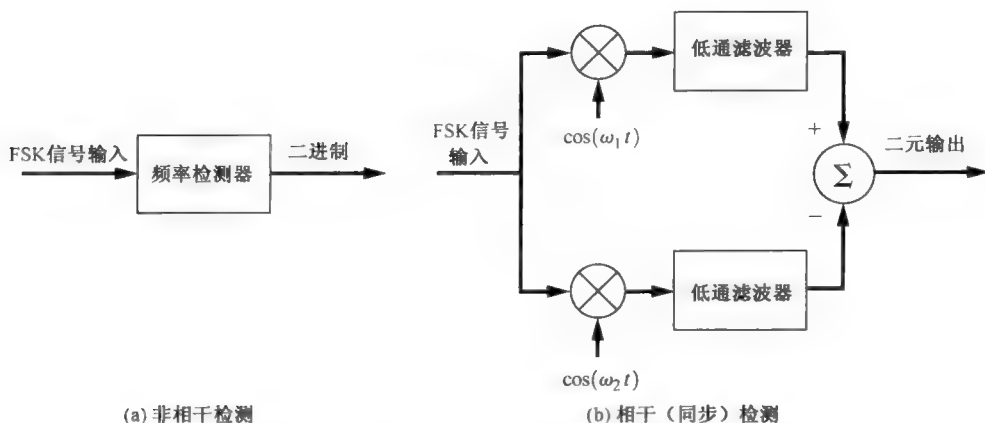 FSK信号输入
频率检测器
二进制
(a) 非相干检测
FSK信号
输入
cos(ω₁t)
低通滤波器
+
Σ
二元输出
−
低通滤波器
cos(ω₂t)
(b) 相干（同步）检测